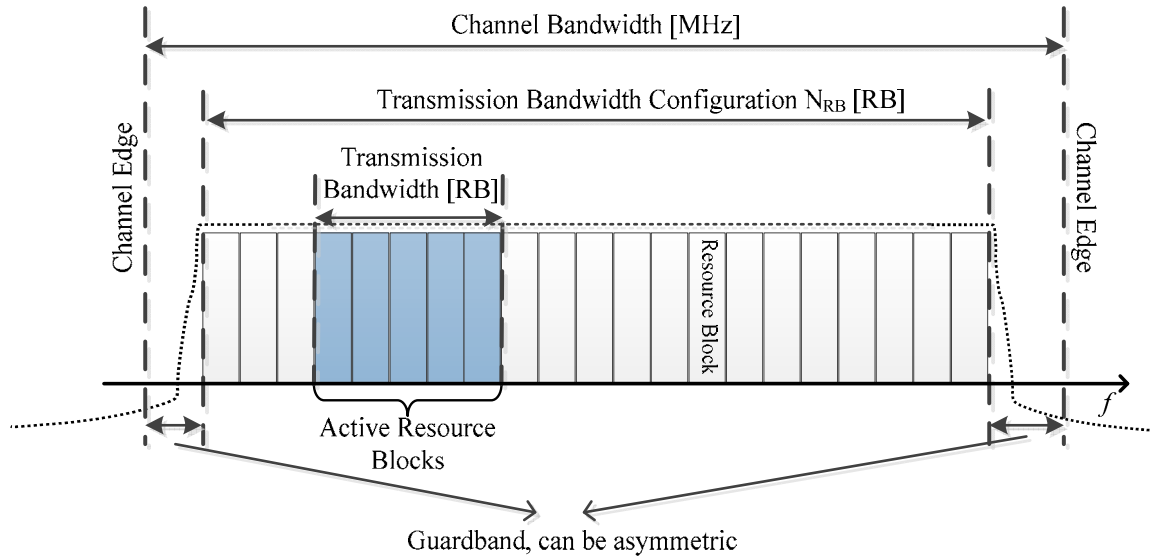 Channel Bandwidth [MHz]
Transmission Bandwidth Configuration NRB [RB]
Transmission
Bandwidth [RB]
Channel Edge
Channel Edge
Resource Block
f
Active Resource
Blocks
Guardband, can be asymmetric